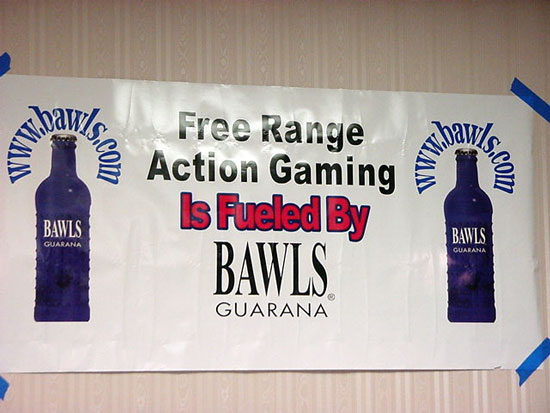 www.bawls.com
BAWLS
GUARANA
Free Range
Action Gaming
Is Fueled By
BAWLS®
GUARANA
www.bawls.com
BAWLS
GUARANA